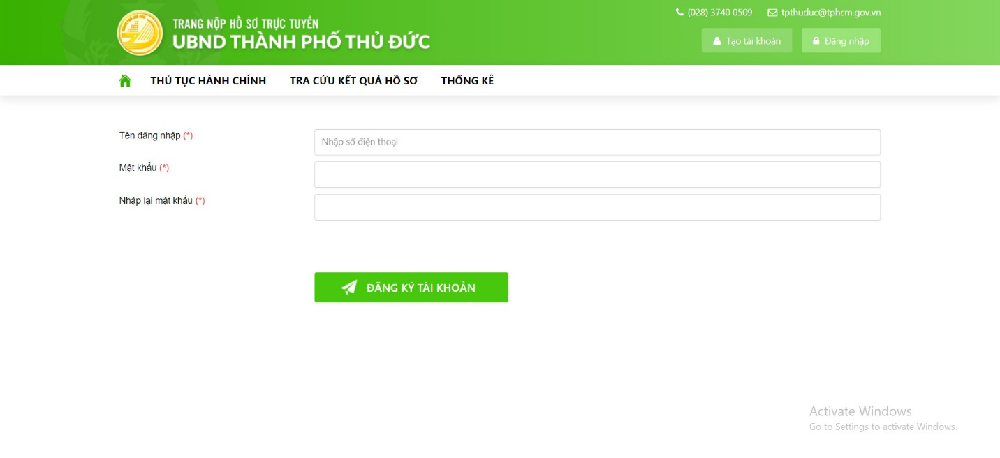 TRANG NỘP HỒ SƠ TRỰC TUYẾN
UBND THÀNH PHỐ THỦ ĐỨC
(028) 3740 0509 tpthuduc@tphcm.gov.vn
Tạo tài khoản Đăng nhập
THỦ TỤC HÀNH CHÍNH TRA CỨU KẾT QUẢ HỒ SƠ THỐNG KÊ
Tên đăng nhập (*) Nhập số điện thoại
Mật khẩu (*)
Nhập lại mật khẩu (*)
ĐĂNG KÝ TÀI KHOẢN
Activate Windows
Go to Settings to activate Windows.